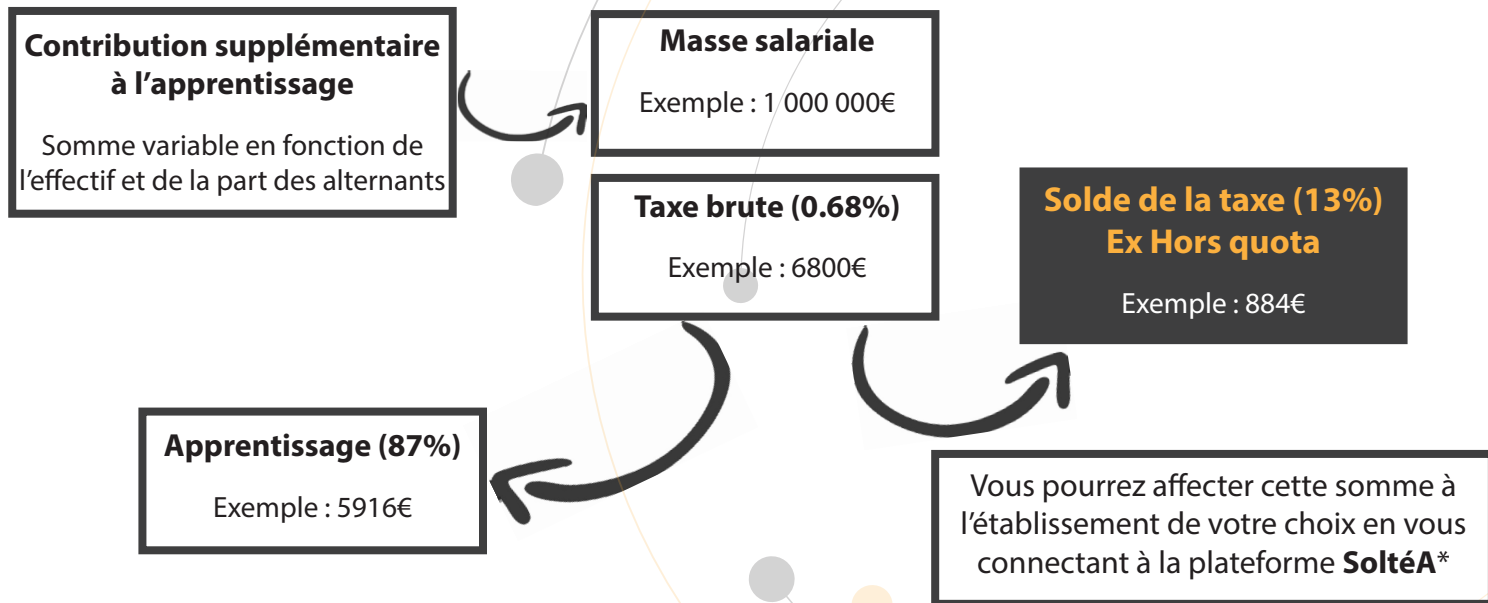 Contribution supplémentaire
à l’apprentissage
Somme variable en fonction de
l’effectif et de la part des alternants
Masse salariale
Exemple : 1 000 000€
Taxe brute (0.68%)
Exemple : 6800€
Solde de la taxe (13%)
Ex Hors quota
Exemple : 884€
Apprentissage (87%)
Exemple : 5916€
Vous pourrez affecter cette somme à
l’établissement de votre choix en vous
connectant à la plateforme SoltéA*